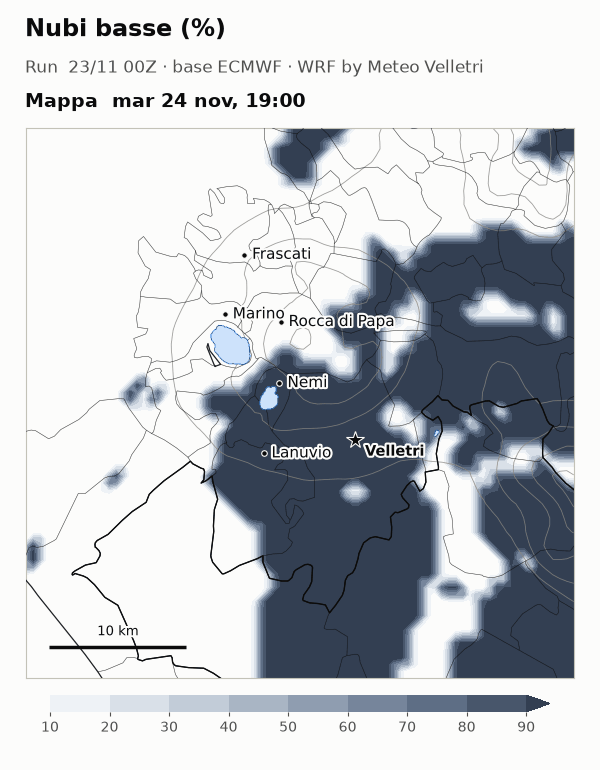 Nubi basse (%)
Run  23/11 00Z · base ECMWF · WRF by Meteo Velletri
Mappa  mar 24 nov, 19:00
Frascati
Marino
Rocca di Papa
Nemi
Velletri
Lanuvio
10 km
10 20 30 40 50 60 70 80 90